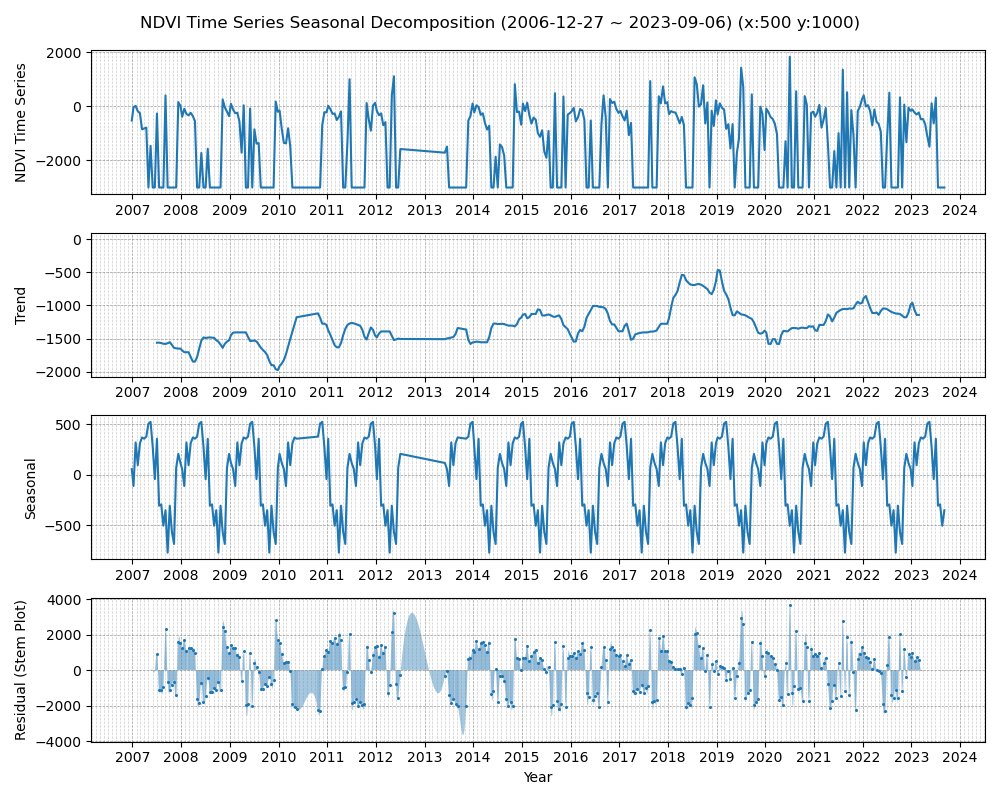 NDVI Time Series Seasonal Decomposition (2006-12-27 ~ 2023-09-06) (x:500 y:1000)
NDVI Time Series
2000
0
−2000
2007 2008 2009 2010 2011 2012 2013 2014 2015 2016 2017 2018 2019 2020 2021 2022 2023 2024
Trend
0
−500
−1000
−1500
−2000
2007 2008 2009 2010 2011 2012 2013 2014 2015 2016 2017 2018 2019 2020 2021 2022 2023 2024
Seasonal
500
0
−500
2007 2008 2009 2010 2011 2012 2013 2014 2015 2016 2017 2018 2019 2020 2021 2022 2023 2024
Residual (Stem Plot)
4000
2000
0
−2000
−4000
2007 2008 2009 2010 2011 2012 2013 2014 2015 2016 2017 2018 2019 2020 2021 2022 2023 2024
Year